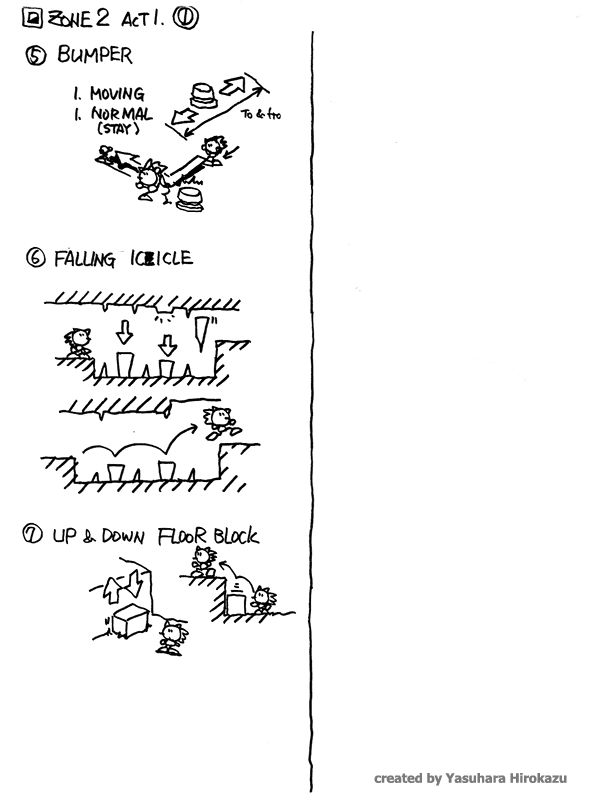 ZONE 2 ACT 1. ①
⑤ BUMPER
1. MOVING
1. NORMAL
(STAY)
TO & FRO
⑥ FALLING ICEICLE
⑦ UP & DOWN FLOOR BLOCK
created by Yasuhara Hirokazu